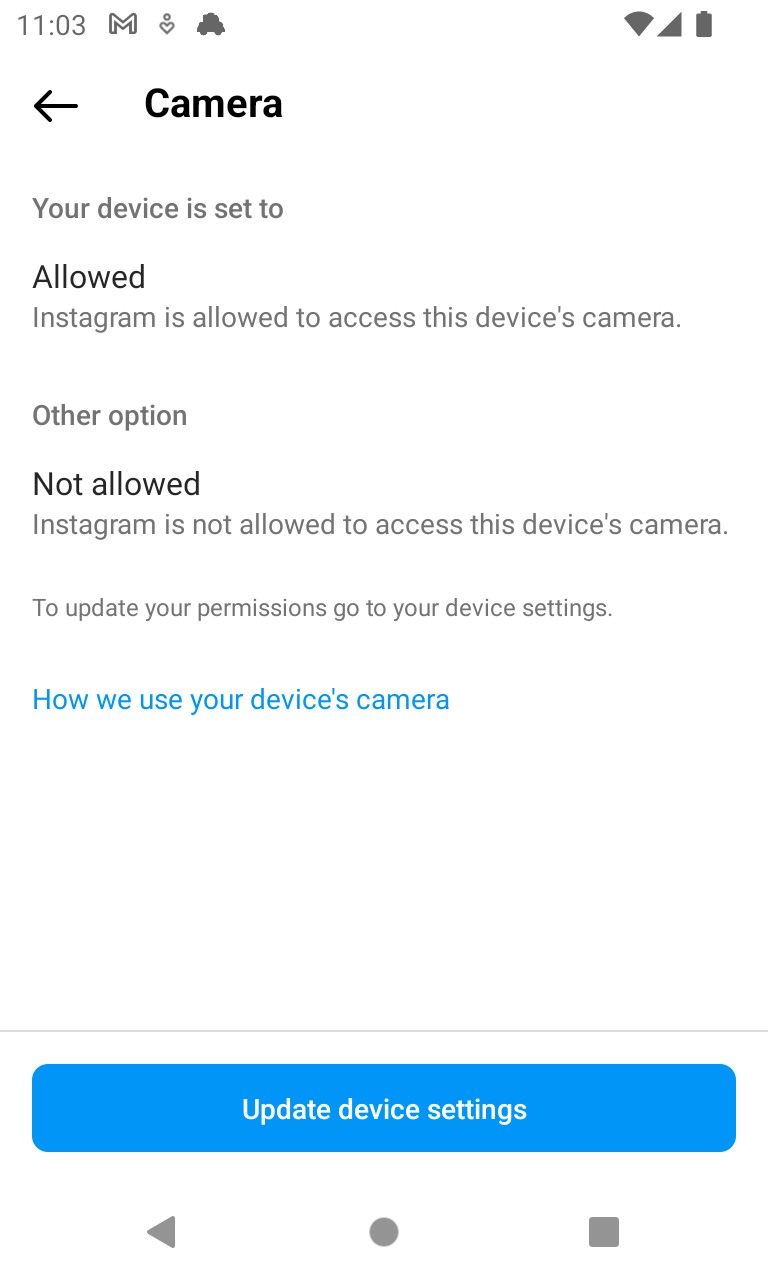 11:03
Camera
Your device is set to
Allowed
Instagram is allowed to access this device's camera.
Other option
Not allowed
Instagram is not allowed to access this device's camera.
To update your permissions go to your device settings.
How we use your device's camera
Update device settings